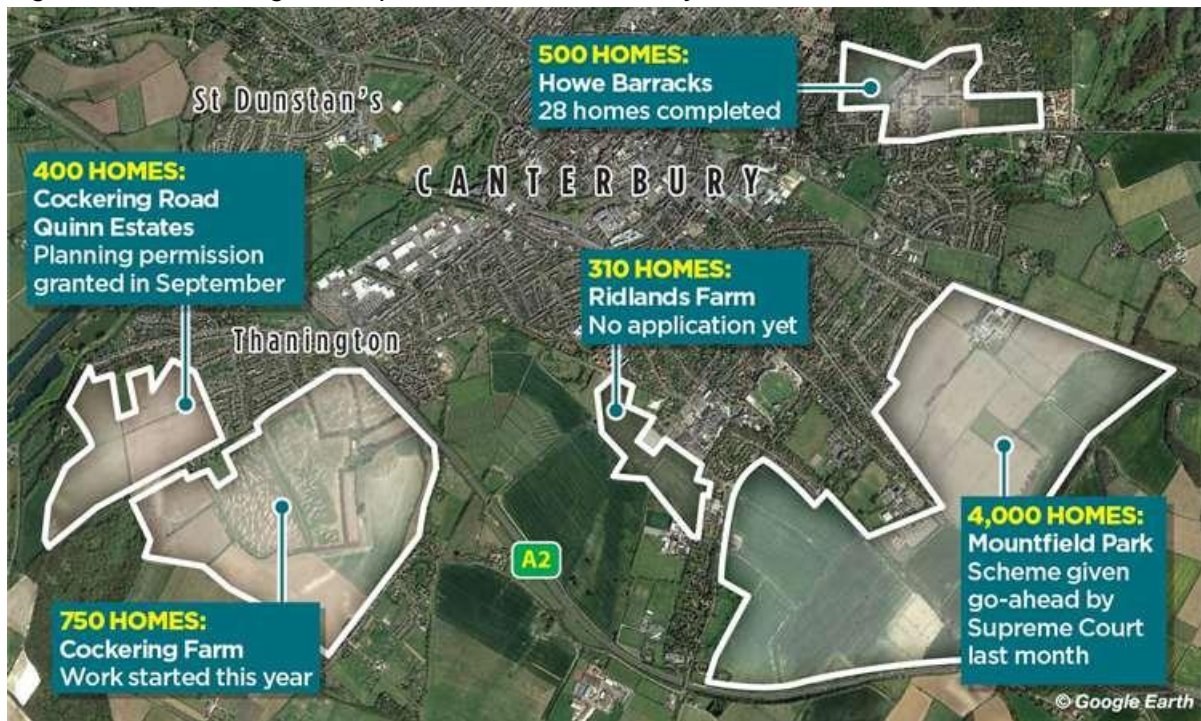 500 HOMES:
Howe Barracks
28 homes completed
St Dunstan's
400 HOMES:
Cockering Road
Quinn Estates
Planning permission
granted in September
CANTERBURY
310 HOMES:
Ridlands Farm
No application yet
Thanington
A2
4,000 HOMES:
Mountfield Park
Scheme given
go-ahead by
Supreme Court
last month
750 HOMES:
Cockering Farm
Work started this year
© Google Earth